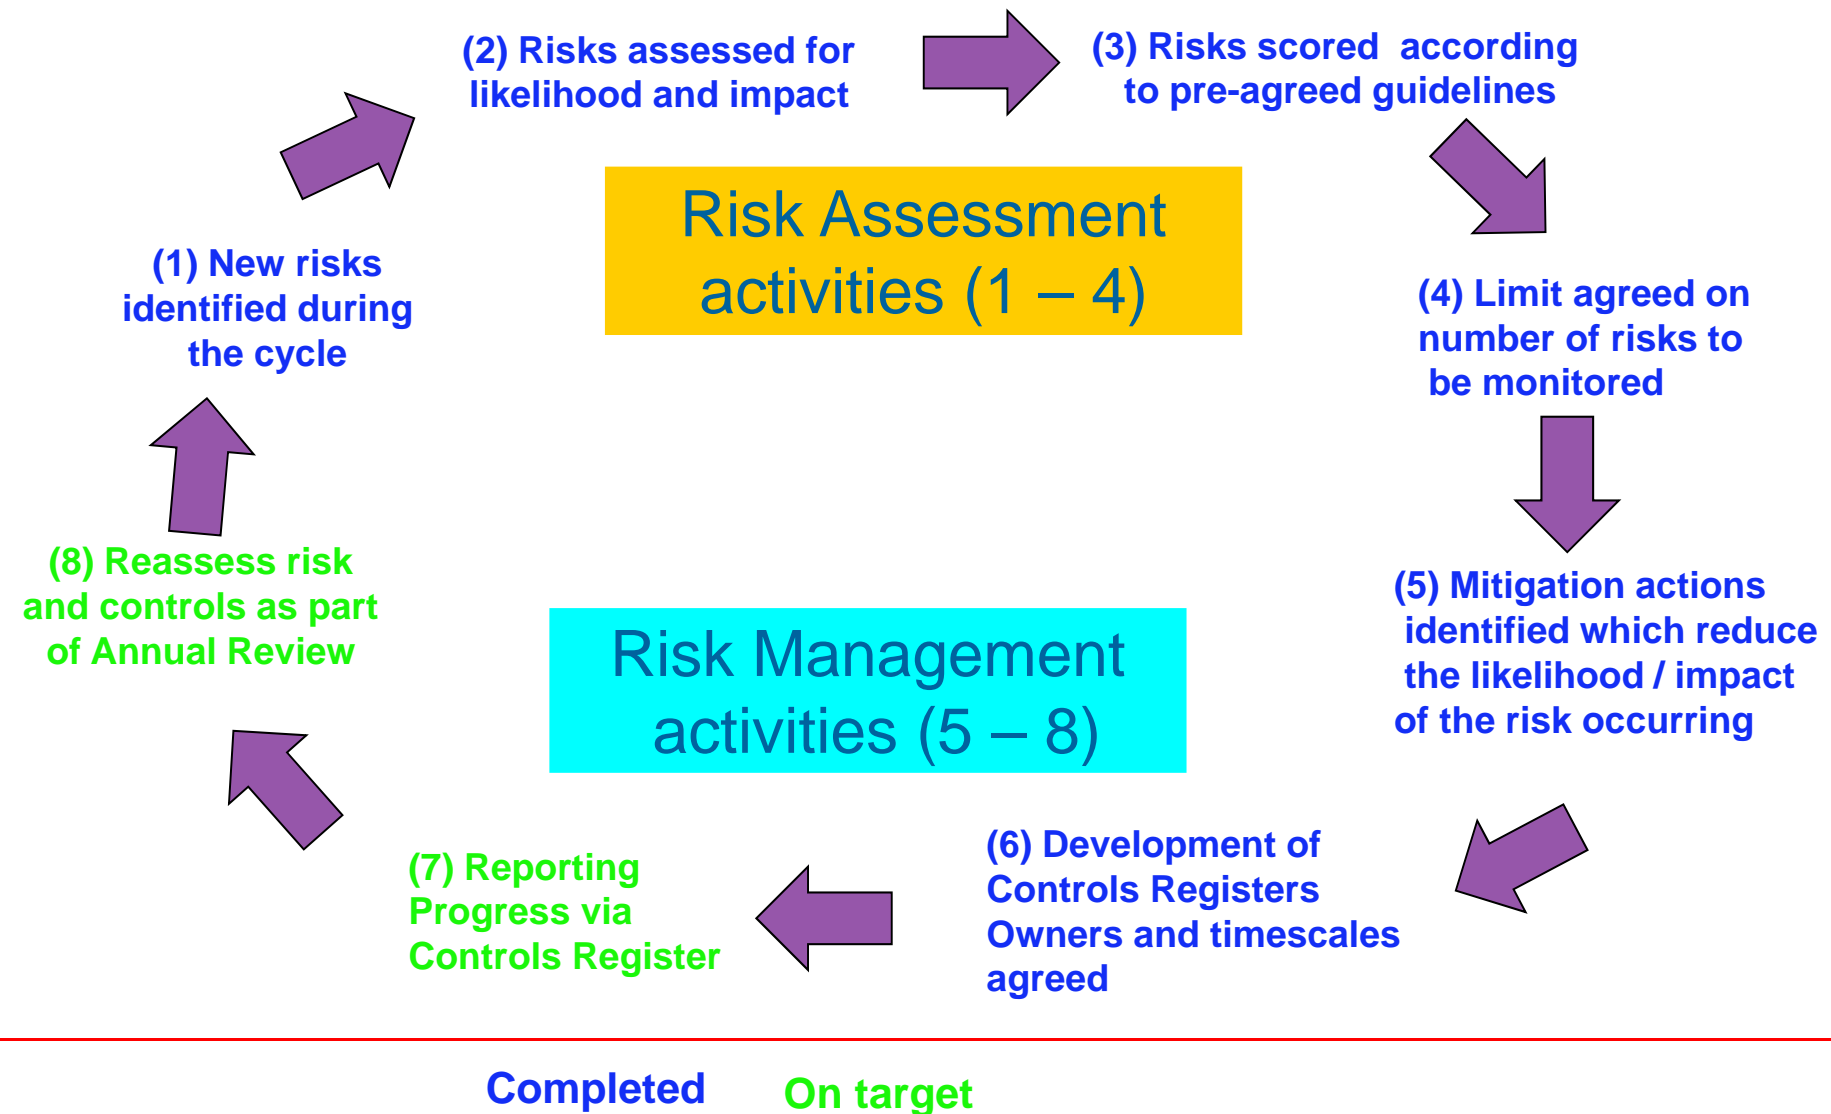 (2) Risks assessed for
likelihood and impact
(3) Risks scored according
to pre-agreed guidelines
Risk Assessment
activities (1 – 4)
(1) New risks
identified during
the cycle
(4) Limit agreed on
number of risks to
be monitored
(8) Reassess risk
and controls as part
of Annual Review
(5) Mitigation actions
identified which reduce
the likelihood / impact
of the risk occurring
Risk Management
activities (5 – 8)
(7) Reporting
Progress via
Controls Register
(6) Development of
Controls Registers
Owners and timescales
agreed
Completed
On target